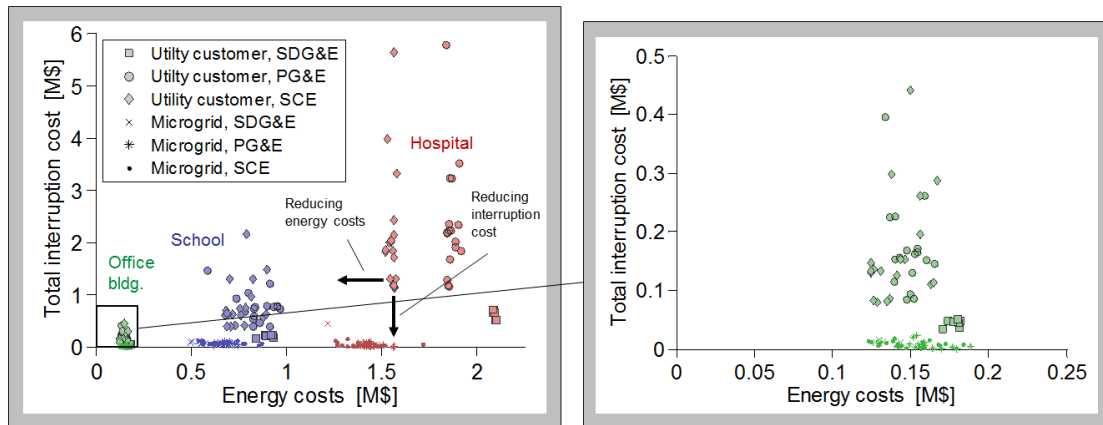 Total interruption cost [M$]
6
5
4
3
2
1
0
Utilty customer, SDG&E
Utilty customer, PG&E
Utility customer, SCE
Microgrid, SDG&E
Microgrid, PG&E
Microgrid, SCE
Hospital
Reducing
energy costs
Reducing
interruption
cost
School
Office
bldg.
0
0.5
1
1.5
2
Energy costs [M$]
Total interruption cost [M$]
0.5
0.4
0.3
0.2
0.1
0
0
0.05
0.1
0.15
0.2
0.25
Energy costs [M$]